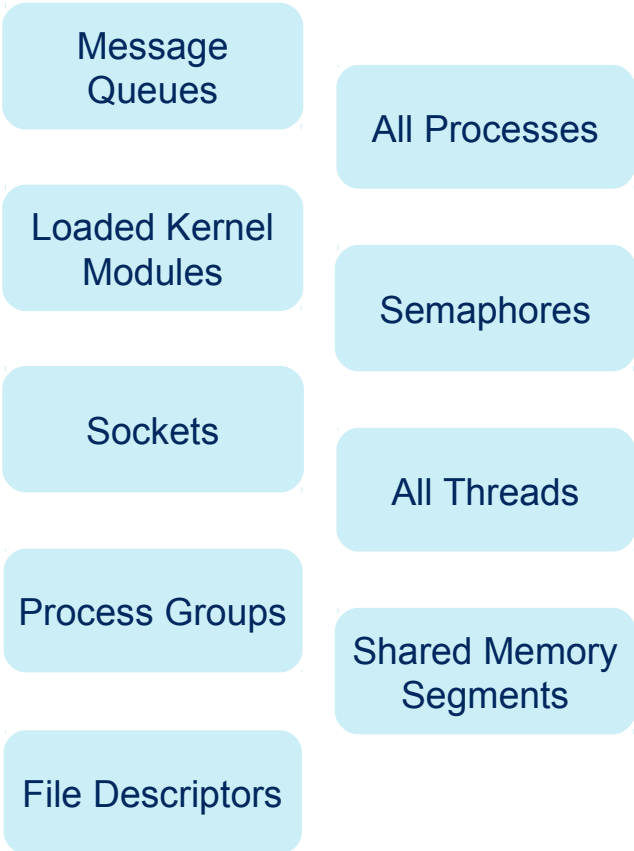 Message
Queues
All Processes
Loaded Kernel
Modules
Semaphores
Sockets
All Threads
Process Groups
Shared Memory
Segments
File Descriptors